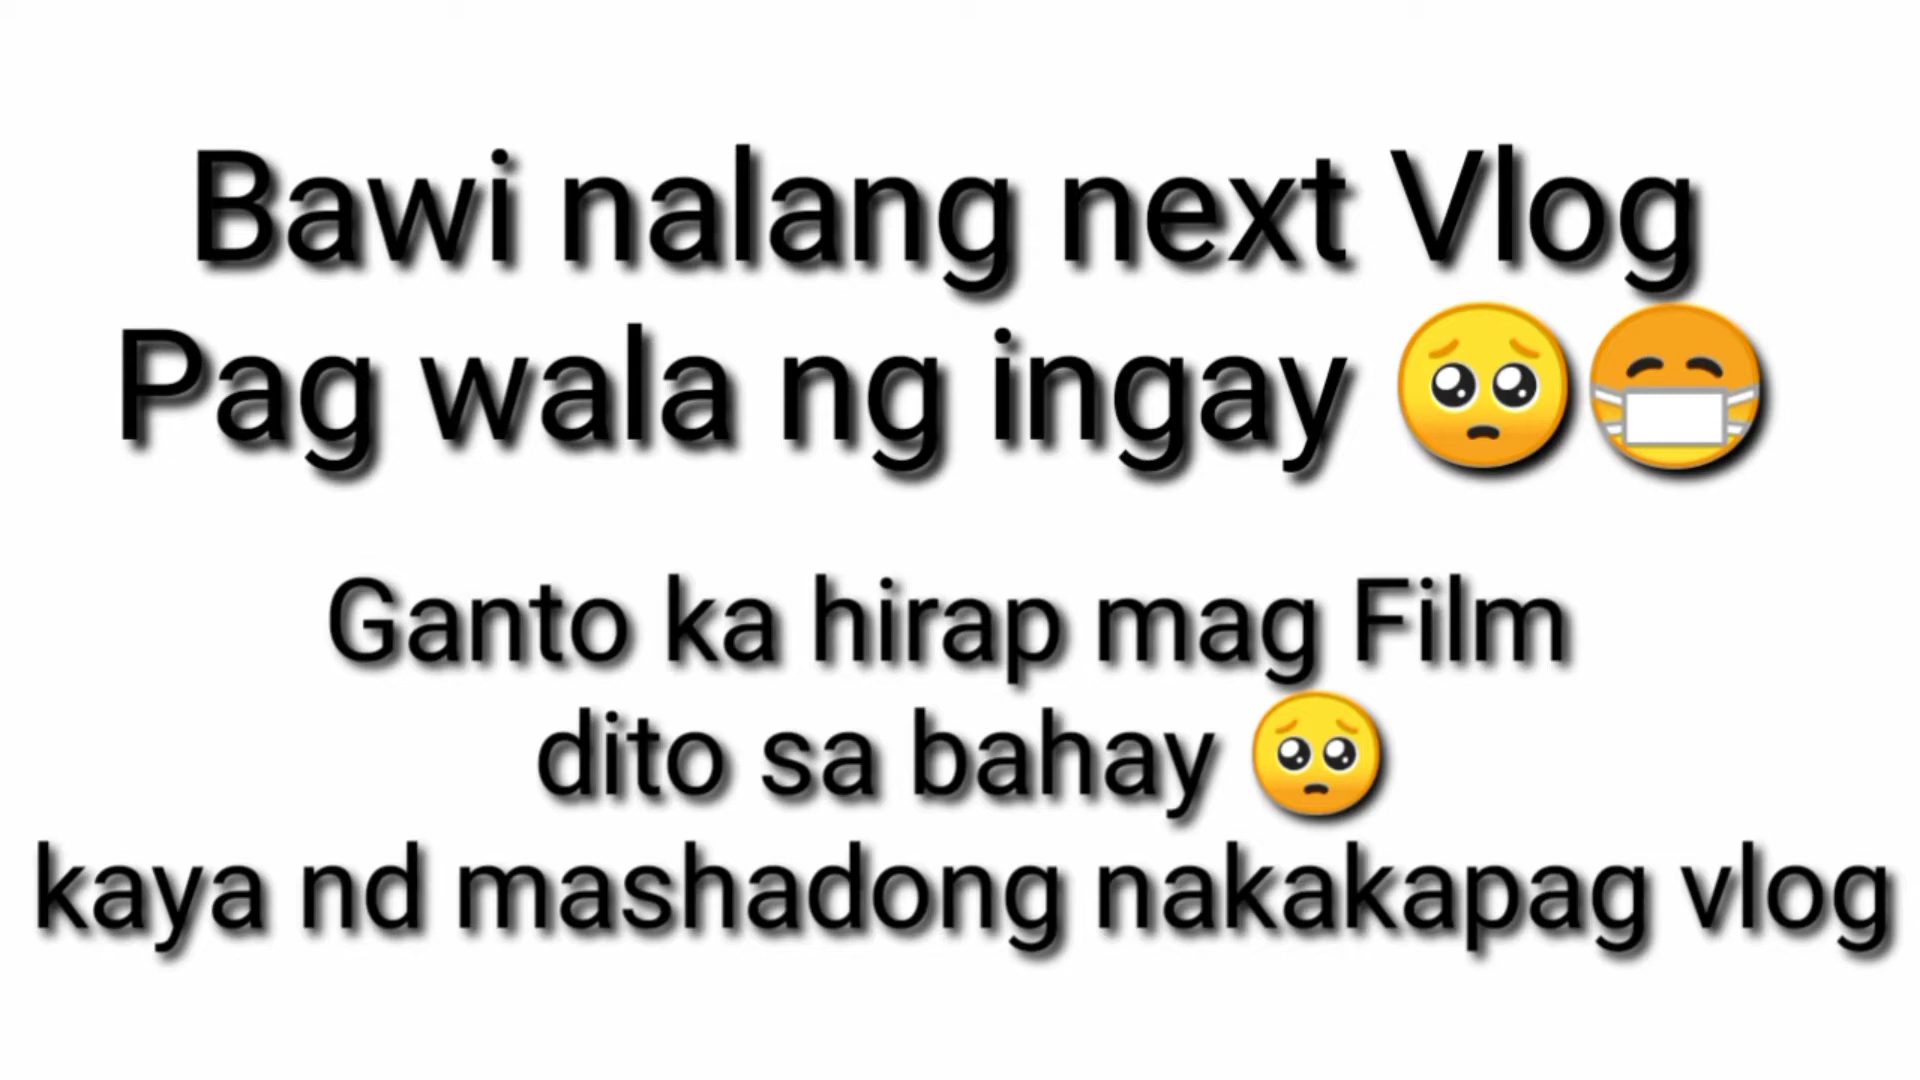 Bawi nalang next Vlog
Pag wala ng ingay 🥺😷
Ganto ka hirap mag Film
dito sa bahay 🥺
kaya nd mashadong nakakapag vlog